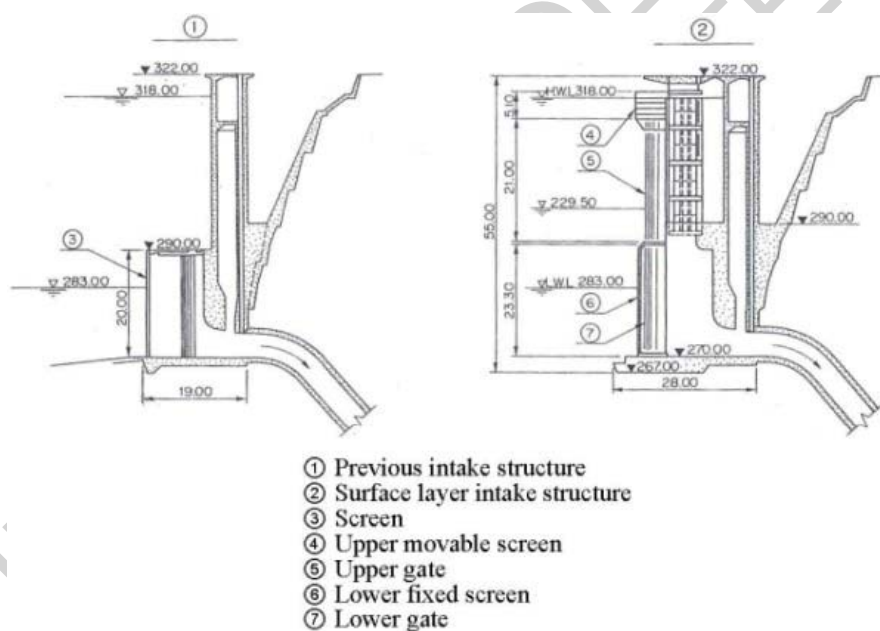 ①
322.00
318.00
③
290.00
283.00
20.00
19.00
②
322.00
HWL318.00
5.10
④
⑤
21.00
229.50
55.00
290.00
LWL 283.00
⑥
23.30
⑦
270.00
267.00
28.00
① Previous intake structure
② Surface layer intake structure
③ Screen
④ Upper movable screen
⑤ Upper gate
⑥ Lower fixed screen
⑦ Lower gate